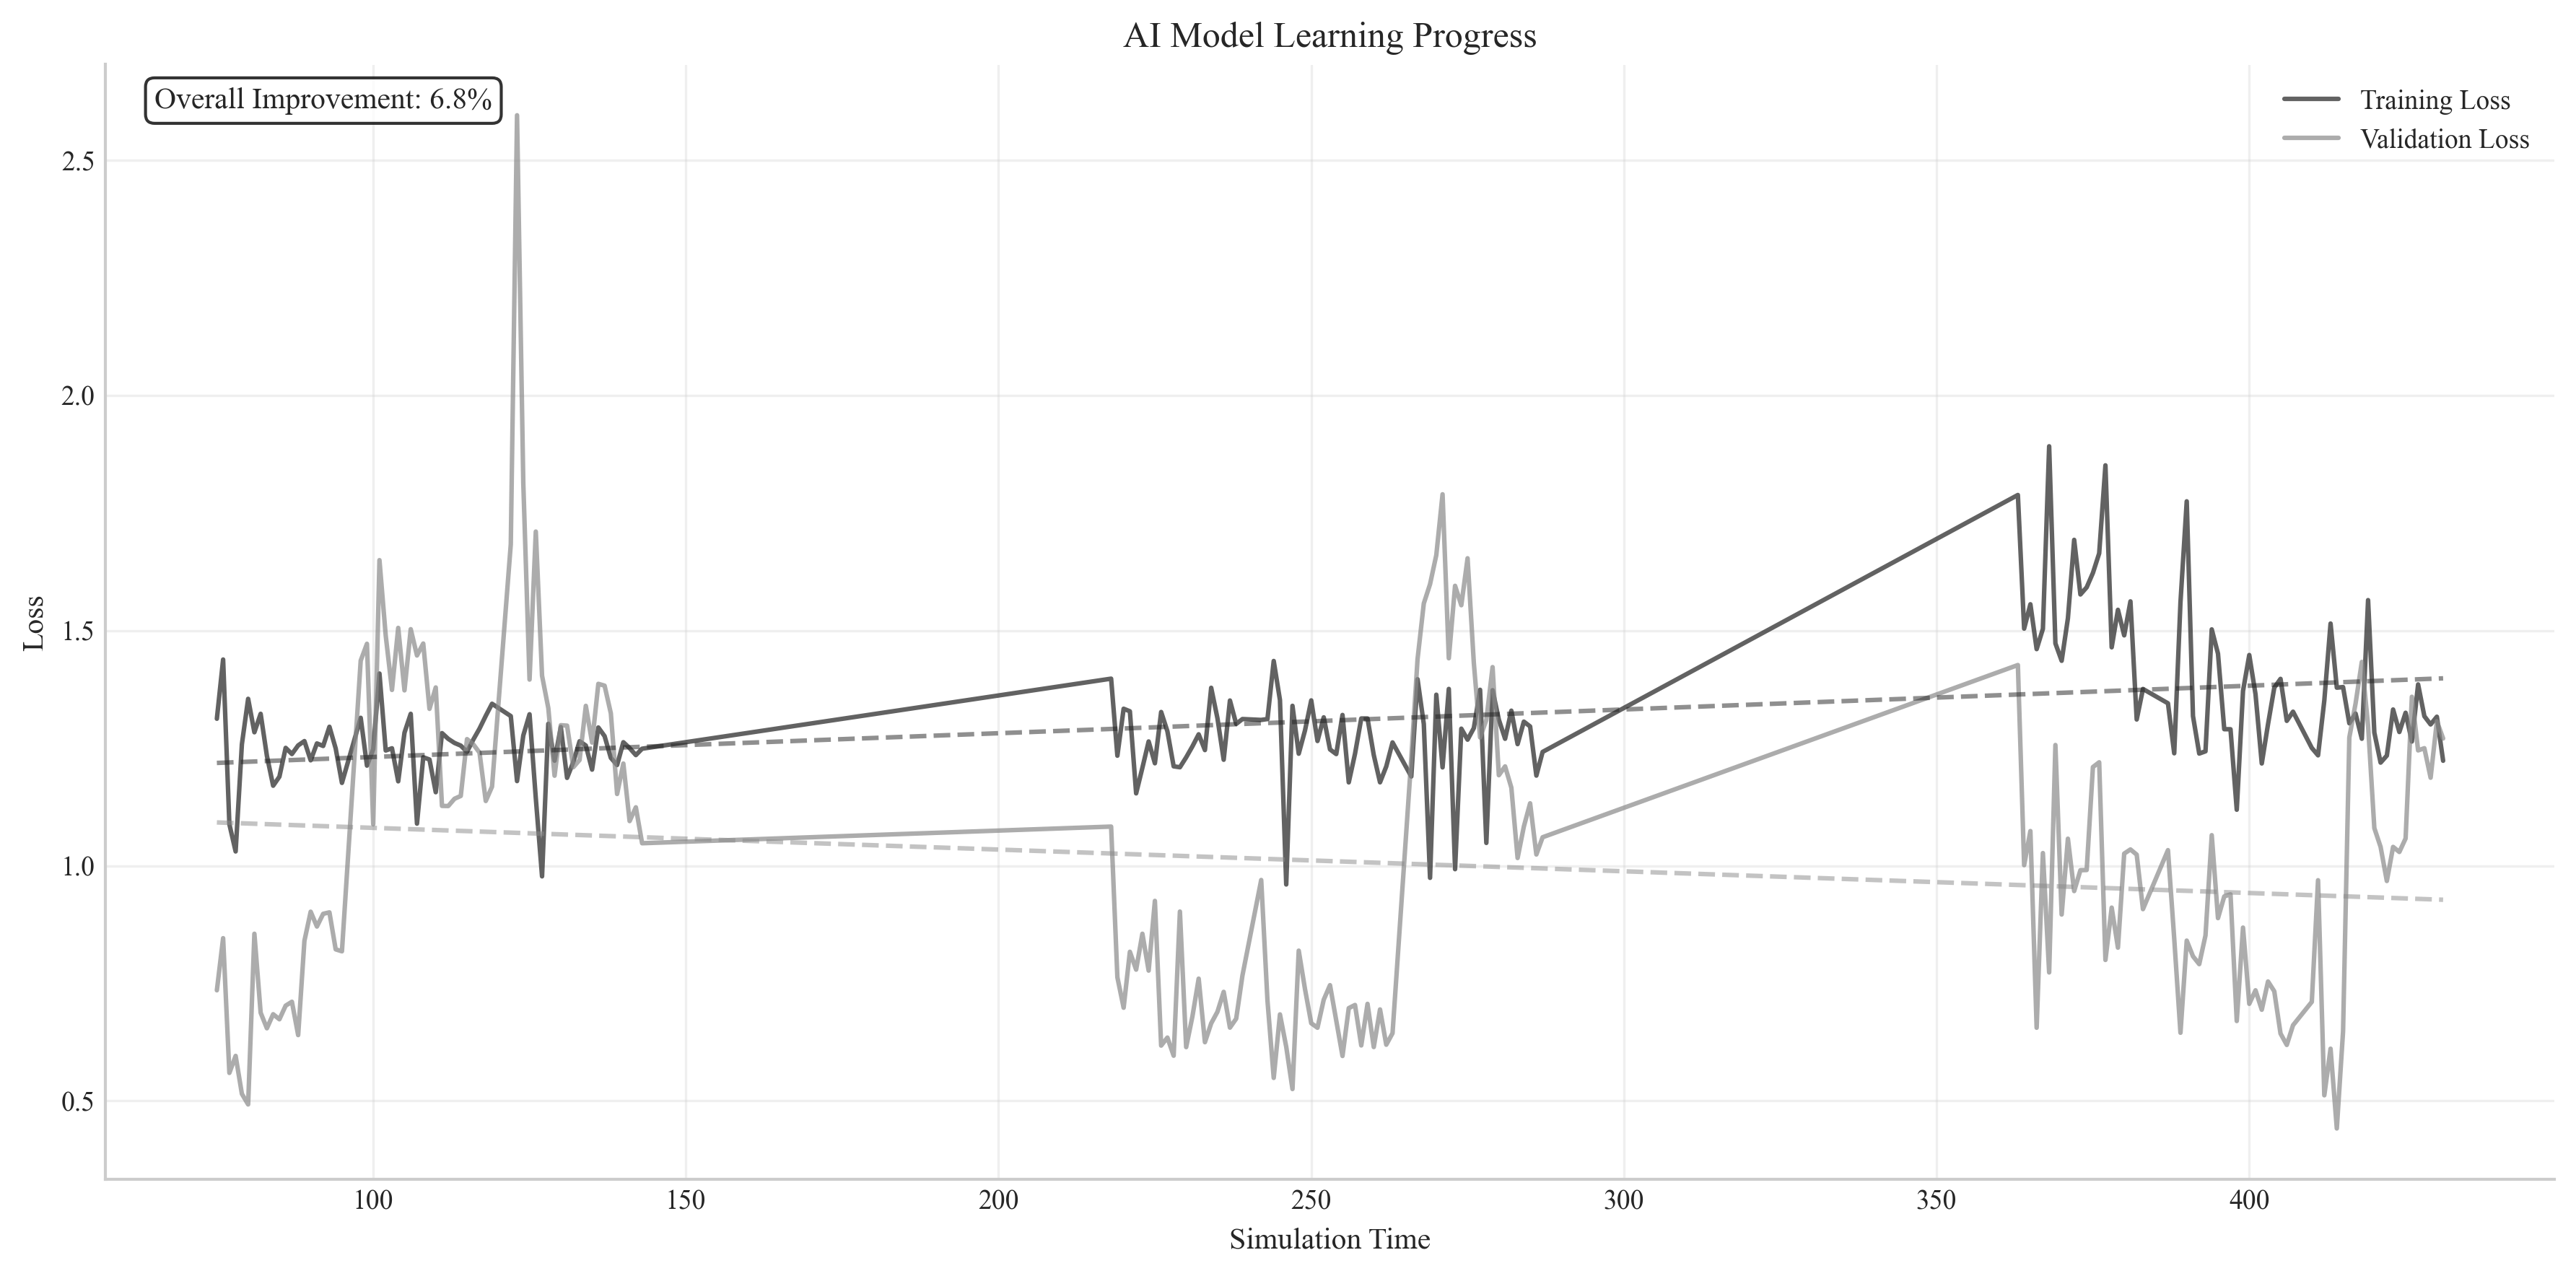 AI Model Learning Progress
Overall Improvement: 6.8%
Training Loss
Validation Loss
2.5
2.0
1.5
1.0
0.5
Loss
100 150 200 250 300 350 400
Simulation Time